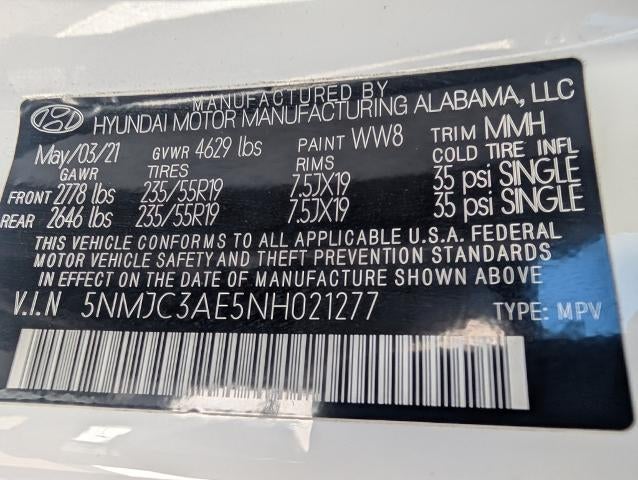 MANUFACTURED BY
HYUNDAI MOTOR MANUFACTURING ALABAMA, LLC
May/03/21 GVWR 4629 lbs PAINT WW8 TRIM MMH
GAWR TIRES RIMS COLD TIRE INFL
FRONT 2778 lbs 235/55R19 7.5JX19 35 psi SINGLE
REAR 2646 lbs 235/55R19 7.5JX19 35 psi SINGLE
THIS VEHICLE CONFORMS TO ALL APPLICABLE U.S.A. FEDERAL
MOTOR VEHICLE SAFETY AND THEFT PREVENTION STANDARDS
IN EFFECT ON THE DATE OF MANUFACTURE SHOWN ABOVE
V.I.N 5NMJC3AE5NH021277 TYPE: MPV